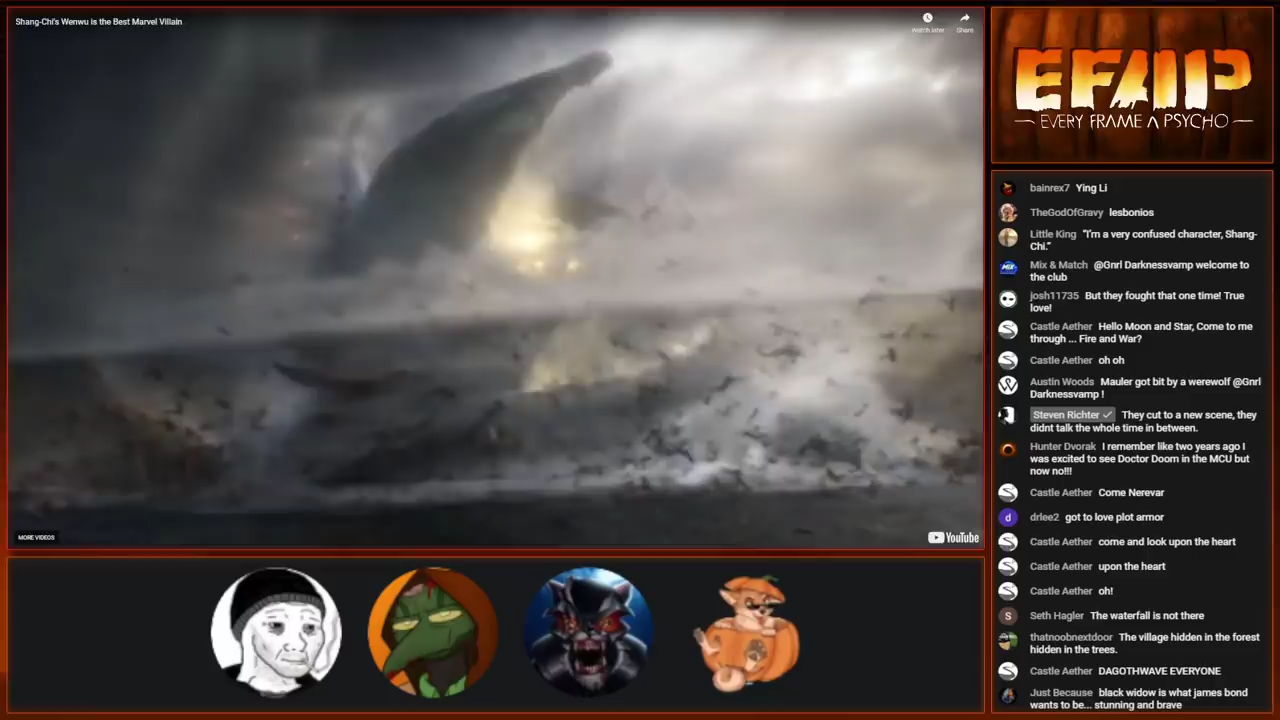 Shang-Chi's Wenwu is the Best Marvel Villain
Watch later
Share
MORE VIDEOS
YouTube
EFAP
EVERY FRAME A PSYCHO
bainrex7 Ying Li
TheGodOfGravy lesbonios
Little King "I'm a very confused character, Shang-
Chi."
Mix & Match @Gnrl Darknessvamp welcome to
the club
josh11735 But they fought that one time! True
love!
Castle Aether Hello Moon and Star, Come to me
through ... Fire and War?
Castle Aether oh oh
Austin Woods Mauler got bit by a werewolf @Gnrl
Darknessvamp !
Steven Richter They cut to a new scene, they
didnt talk the whole time in between.
Hunter Dvorak I remember like two years ago I
was excited to see Doctor Doom in the MCU but
now no!!!
Castle Aether Come Nerevar
d drlee2 got to love plot armor
Castle Aether come and look upon the heart
Castle Aether upon the heart
Castle Aether oh!
S Seth Hagler The waterfall is not there
thatnoobnextdoor The village hidden in the forest
hidden in the trees.
Castle Aether DAGOTHWAVE EVERYONE
Just Because black widow is what james bond
wants to be... stunning and brave